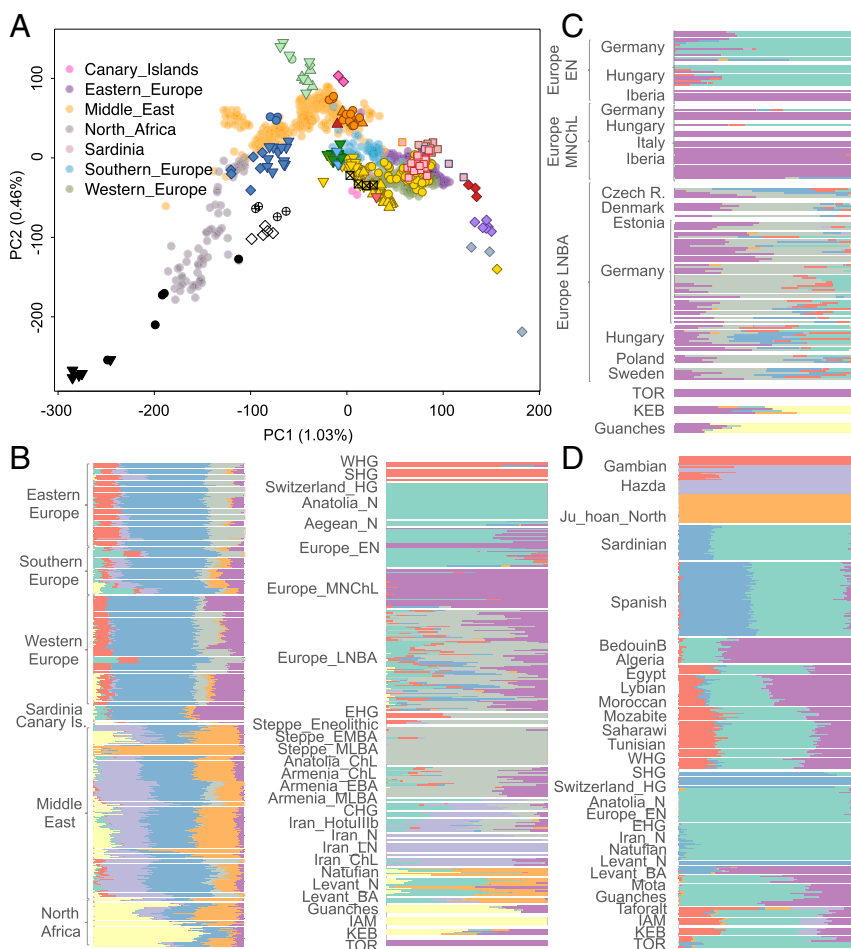 A
100
0
-100
-200
PC2 (0.46%)
Canary_Islands
Eastern_Europe
Middle_East
North_Africa
Sardinia
Southern_Europe
Western_Europe
-300
-200
-100
0
100
200
PC1 (1.03%)
C
Europe
EN
Europe
MNChL
Europe LNBA
Germany
Hungary
Iberia
Germany
Hungary
Italy
Iberia
Czech R.
Denmark
Estonia
Germany
Hungary
Poland
Sweden
TOR
KEB
Guanches
B
Eastern
Europe
Southern
Europe
Western
Europe
Sardinia
Canary Is.
Middle
East
North
Africa
WHG
SHG
Switzerland_HG
Anatolia_N
Aegean_N
Europe_EN
Europe_MNChL
Europe_LNBA
EHG
Steppe_Eneolithic
Steppe_EMBA
Steppe_MLBA
Anatolia_ChL
Armenia_ChL
Armenia_EBA
Armenia_MLBA
CHG
Iran_HotuIIIb
Iran_N
Iran_LN
Iran_ChL
Natufian
Levant_N
Levant_BA
Guanches
IAM
KEB
TOR
D
Gambian
Hazda
Ju_hoan_North
Sardinian
Spanish
BedouinB
Algeria
Egypt
Lybian
Moroccan
Mozabite
Saharawi
Tunisian
WHG
SHG
Switzerland_HG
Anatolia_N
Europe_EN
EHG
Iran_N
Natufian
Levant_N
Levant_BA
Mota
Guanches
Taforalt
IAM
KEB
TOR